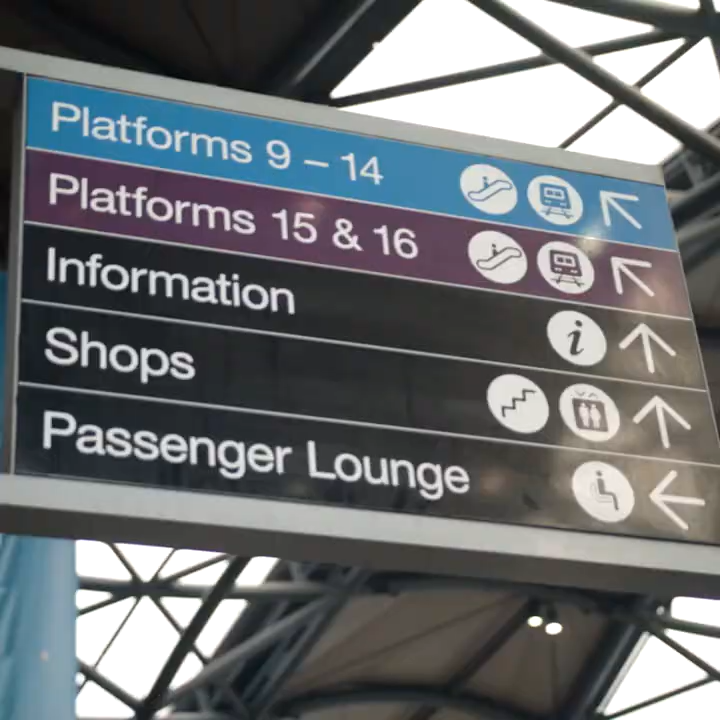 Platforms 9 – 14
Platforms 15 & 16
Information
i
Shops
Passenger Lounge